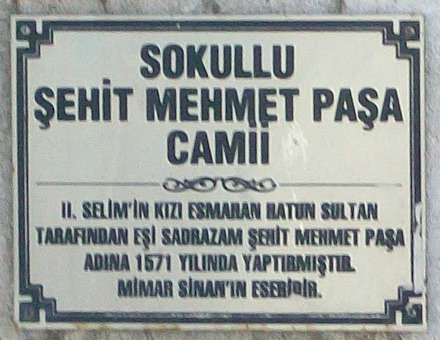 SOKULLU
ŞEHİT MEHMET PAŞA
CAMİİ
II. SELİM'İN KIZI ESMAHAN HATUN SULTAN
TARAFINDAN EŞİ SADRAZAM ŞEHİT MEHMET PAŞA
ADINA 1571 YILINDA YAPTIRMIŞTIR.
MİMAR SİNAN'IN ESERİDİR.